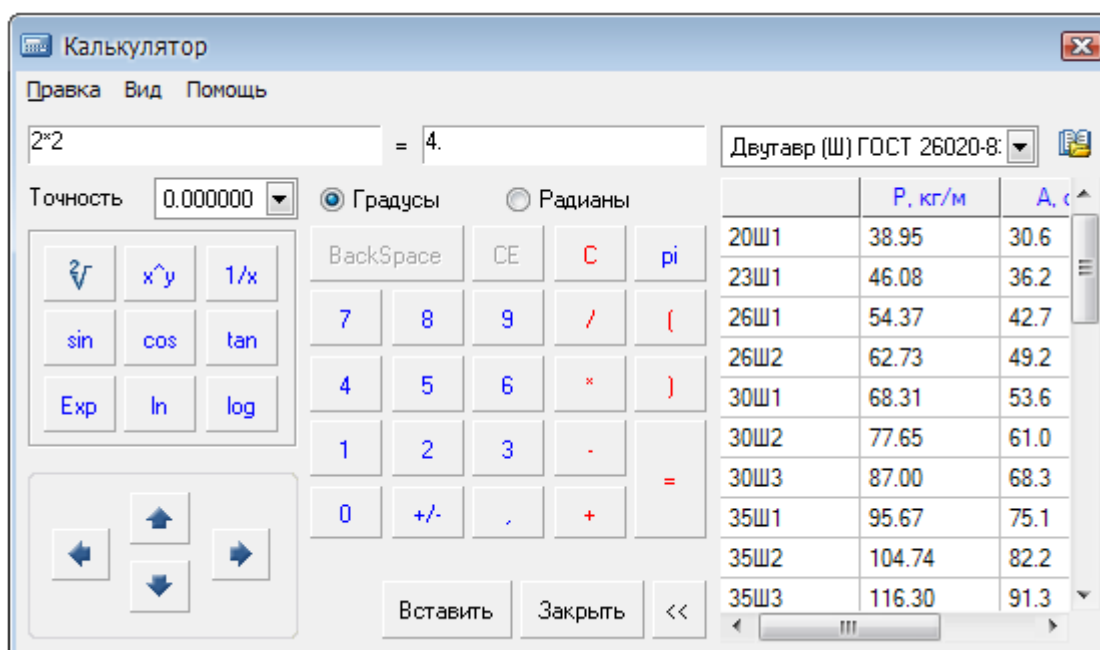 Калькулятор
Правка Вид Помощь
2*2 = 4. Двутавр (Ш) ГОСТ 26020-8
Точность 0.000000 Градусы Радианы
P, кг/м A,
BackSpace CE C pi
2√ x^y 1/x
7 8 9 / (
sin cos tan
4 5 6 * )
Exp ln log
1 2 3 - =
0 +/- , +
20Ш1 38.95 30.6
23Ш1 46.08 36.2
26Ш1 54.37 42.7
26Ш2 62.73 49.2
30Ш1 68.31 53.6
30Ш2 77.65 61.0
30Ш3 87.00 68.3
35Ш1 95.67 75.1
35Ш2 104.74 82.2
35Ш3 116.30 91.3
Вставить Закрыть <<